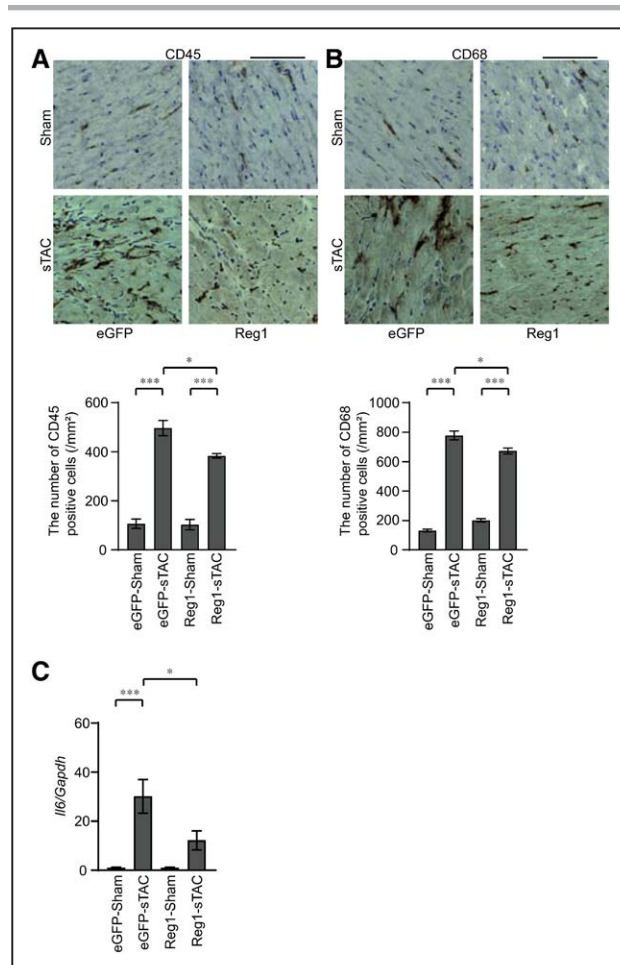 A
CD45
B
CD68
Sham
sTAC
eGFP
Reg1
eGFP
Reg1
*
***
***
The number of CD45
positive cells (/mm²)
600
400
200
0
eGFP-Sham
eGFP-sTAC
Reg1-Sham
Reg1-sTAC
*
***
***
The number of CD68
positive cells (/mm²)
1000
800
600
400
200
0
eGFP-Sham
eGFP-sTAC
Reg1-Sham
Reg1-sTAC
C
*
***
Il6/Gapdh
60
40
20
0
eGFP-Sham
eGFP-sTAC
Reg1-Sham
Reg1-sTAC